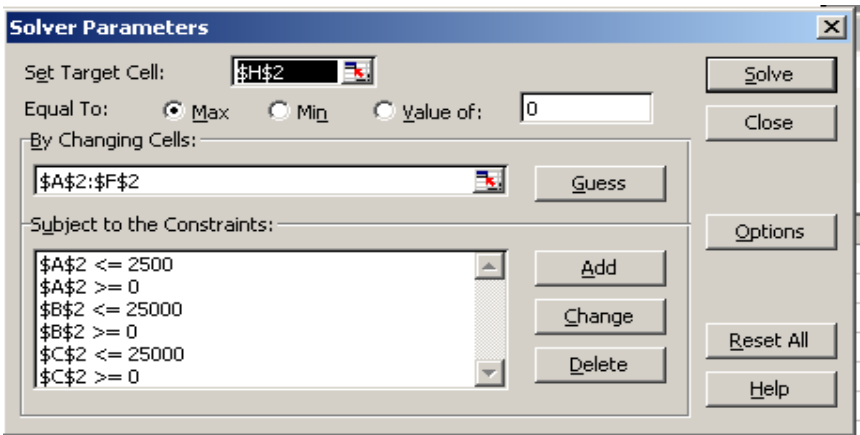 Solver Parameters
Set Target Cell: $H$2
Solve
Equal To: Max Min Value of: 0
Close
By Changing Cells:
$A$2:$F$2
Guess
Subject to the Constraints:
Options
$A$2 <= 2500
Add
$A$2 >= 0
$B$2 <= 25000
Change
$B$2 >= 0
Reset All
$C$2 <= 25000
Delete
$C$2 >= 0
Help